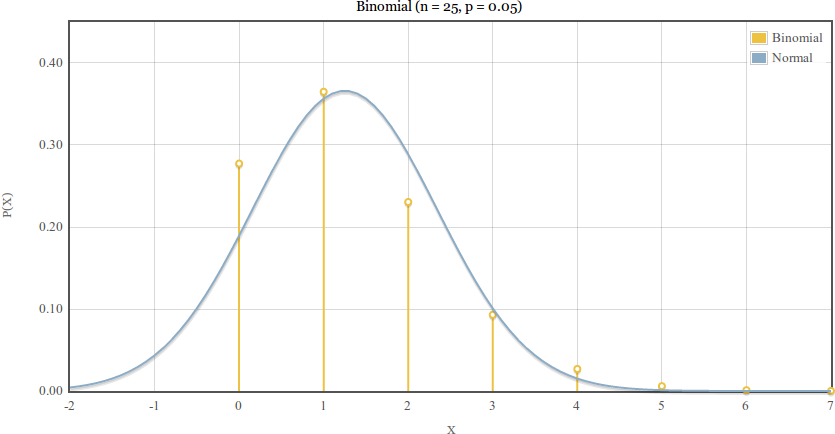 Binomial (n = 25, p = 0.05)
Binomial
Normal
0.40
0.30
0.20
0.10
0.00
P(X)
-2 -1 0 1 2 3 4 5 6 7
X